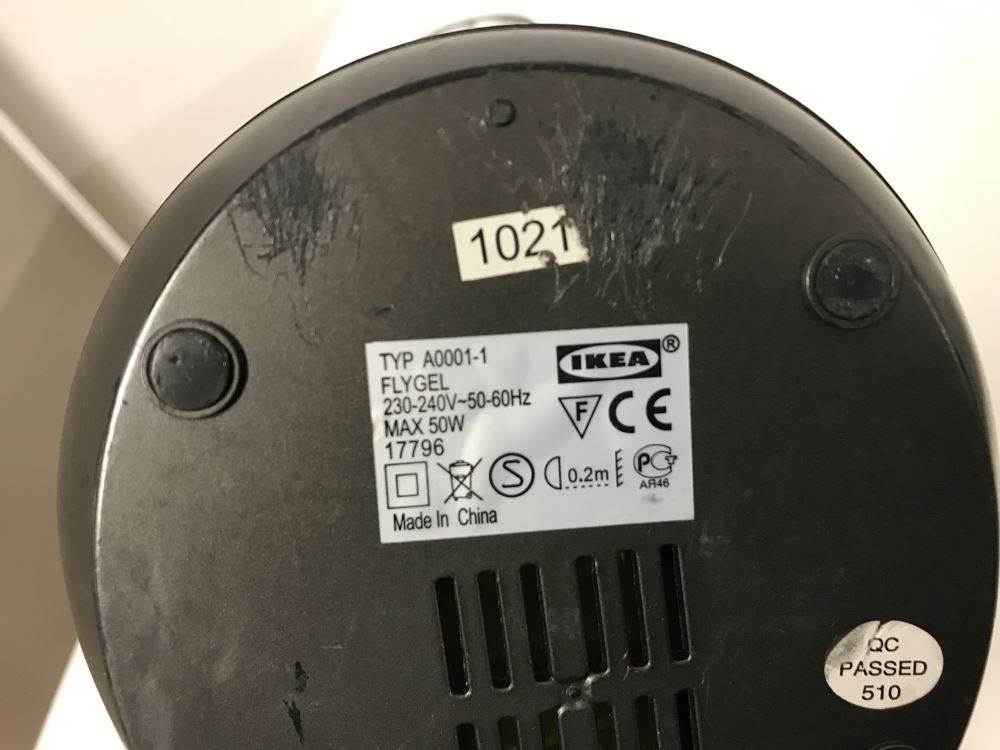 1021
TYP A0001-1
FLYGEL
230-240V~50-60Hz
MAX 50W
17796
IKEA®
F CE
S 0.2m PCT
АЯ46
Made In China
QC
PASSED
510